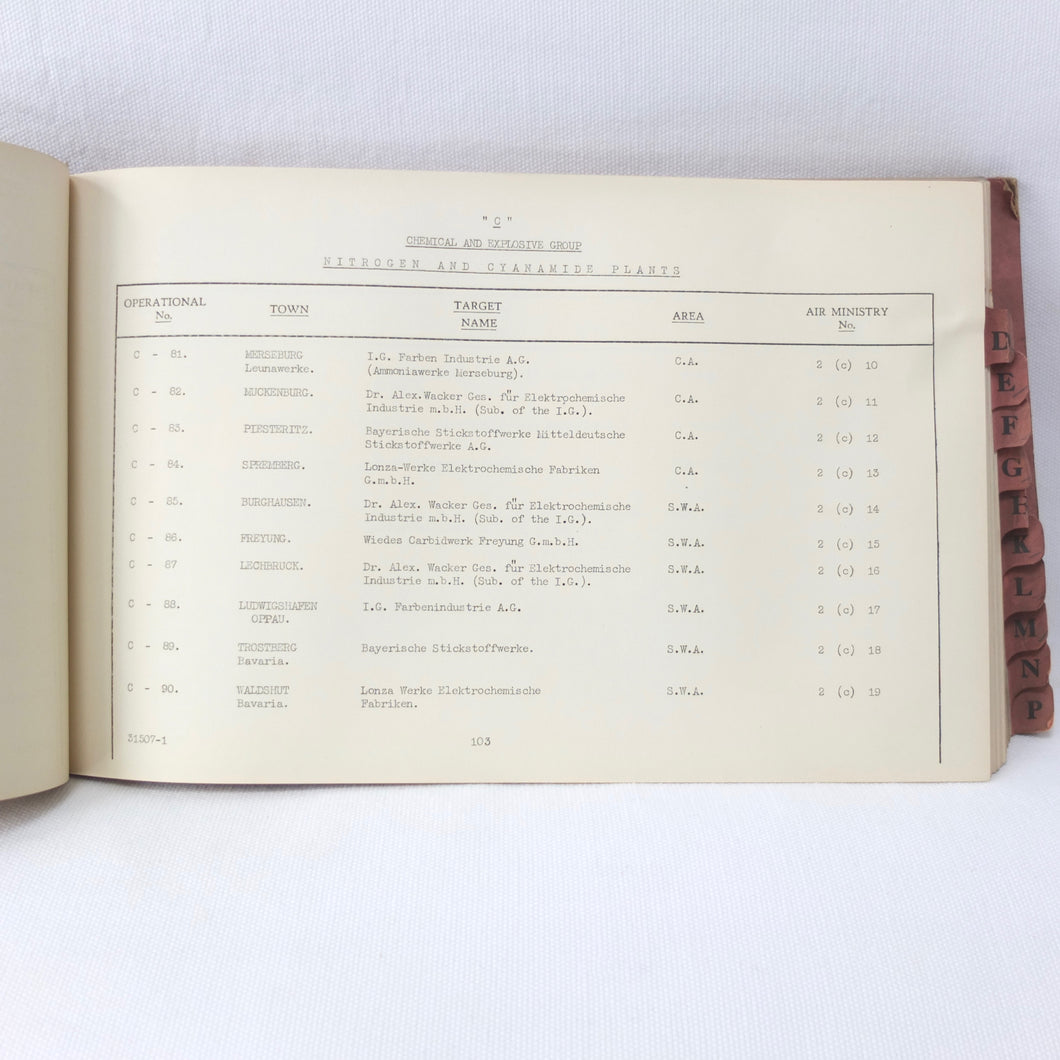 " C "
CHEMICAL AND EXPLOSIVE GROUP
NITROGEN AND CYANAMIDE PLANTS
OPERATIONAL No. TOWN TARGET NAME AREA AIR MINISTRY No.
C - 81. MERSEBURG I.G. Farben Industrie A.G. C.A. 2 (c) 10
Leunawerke. (Ammoniawerke Merseburg).
C - 82. MUCKENBURG. Dr. Alex.Wacker Ges. für Elektrochemische C.A. 2 (c) 11
Industrie m.b.H. (Sub. of the I.G.).
C - 83. PIESTERITZ. Bayerische Stickstoffwerke Mitteldeutsche C.A. 2 (c) 12
Stickstoffwerke A.G.
C - 84. SPREMBERG. Lonza-Werke Elektrochemische Fabriken C.A. 2 (c) 13
G.m.b.H.
C - 85. BURGHAUSEN. Dr. Alex. Wacker Ges. für Elektrochemische S.W.A. 2 (c) 14
Industrie m.b.H. (Sub. of the I.G.).
C - 86. FREYUNG. Wiedes Carbidwerk Freyung G.m.b.H. S.W.A. 2 (c) 15
C - 87 LECHBRUCK. Dr. Alex. Wacker Ges. für Elektrochemische S.W.A. 2 (c) 16
Industrie m.b.H. (Sub. of the I.G.).
C - 88. LUDWIGSHAFEN I.G. Farbenindustrie A.G. S.W.A. 2 (c) 17
OPPAU.
C - 89. TROSTBERG Bayerische Stickstoffwerke. S.W.A. 2 (c) 18
Bavaria.
C - 90. WALDSHUT Lonza Werke Elektrochemische S.W.A. 2 (c) 19
Bavaria. Fabriken.
31507-1 103
D
E
F
G
K
L
M
N
P